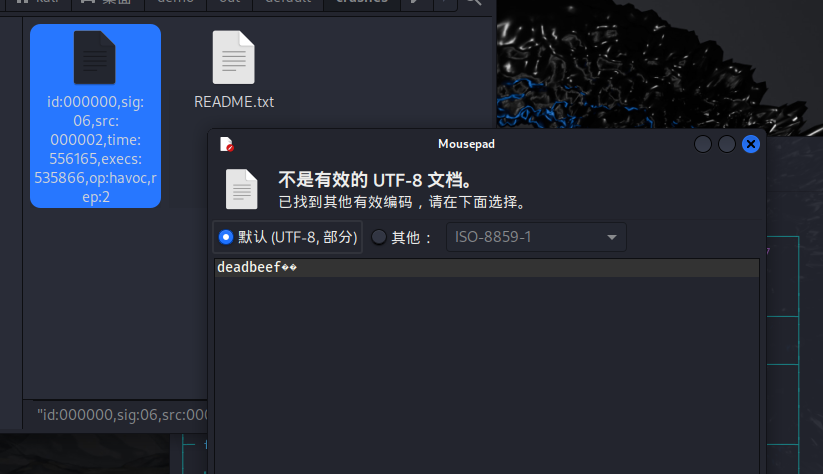 kali
桌面
demo
out
default
crashes
id:000000,sig:
06,src:
000002,time:
556165,execs:
535866,op:havoc,r
ep:2
README.txt
Mousepad
不是有效的 UTF-8 文档。
已找到其他有效编码，请在下面选择。
默认 (UTF-8, 部分)
其他：
ISO-8859-1
deadbeef��
"id:000000,sig:06,src:000